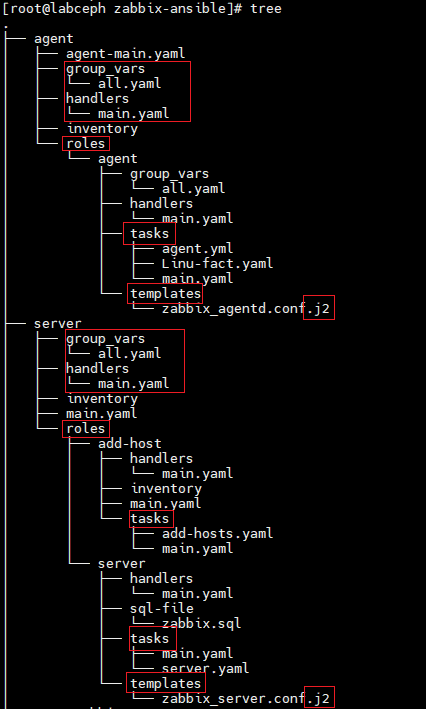 [root@labceph zabbix-ansible]# tree
.
├── agent
│   ├── agent-main.yaml
│   ├── group_vars
│   │   └── all.yaml
│   ├── handlers
│   │   └── main.yaml
│   ├── inventory
│   └── roles
│       └── agent
│           ├── group_vars
│           │   └── all.yaml
│           ├── handlers
│           │   └── main.yaml
│           ├── tasks
│           │   ├── agent.yml
│           │   ├── Linu-fact.yaml
│           │   └── main.yaml
│           └── templates
│               └── zabbix_agentd.conf.j2
├── server
│   ├── group_vars
│   │   └── all.yaml
│   ├── handlers
│   │   └── main.yaml
│   ├── inventory
│   ├── main.yaml
│   └── roles
│       ├── add-host
│       │   ├── handlers
│       │   │   └── main.yaml
│       │   ├── inventory
│       │   ├── main.yaml
│       │   └── tasks
│       │       ├── add-hosts.yaml
│       │       └── main.yaml
│       └── server
│           ├── handlers
│           │   └── main.yaml
│           ├── sql-file
│           │   └── zabbix.sql
│           ├── tasks
│           │   ├── main.yaml
│           │   └── server.yaml
│           └── templates
│               └── zabbix_server.conf.j2